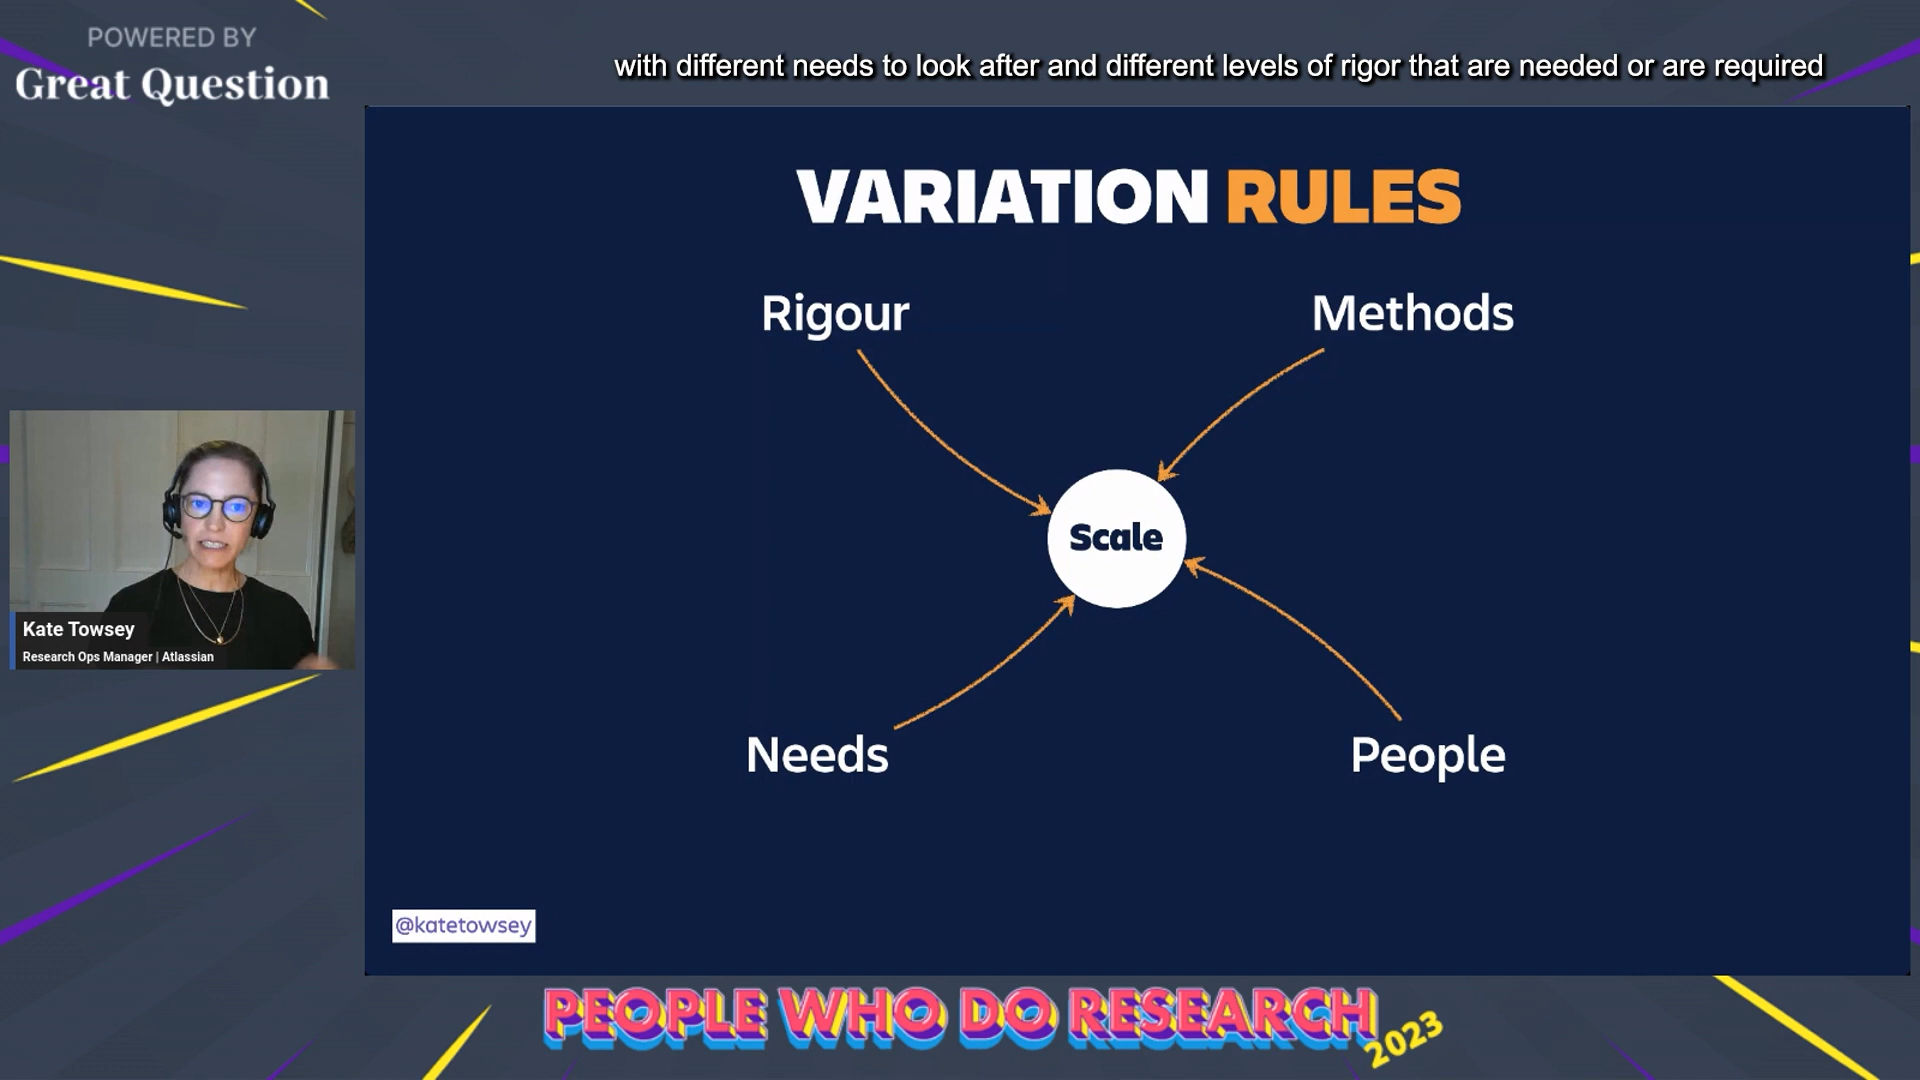 POWERED BY
Great Question
with different needs to look after and different levels of rigor that are needed or are required
VARIATION RULES
Rigour
Methods
Scale
Needs
People
Kate Towsey
Research Ops Manager | Atlassian
@katetowsey
PEOPLE WHO DO RESEARCH
2023